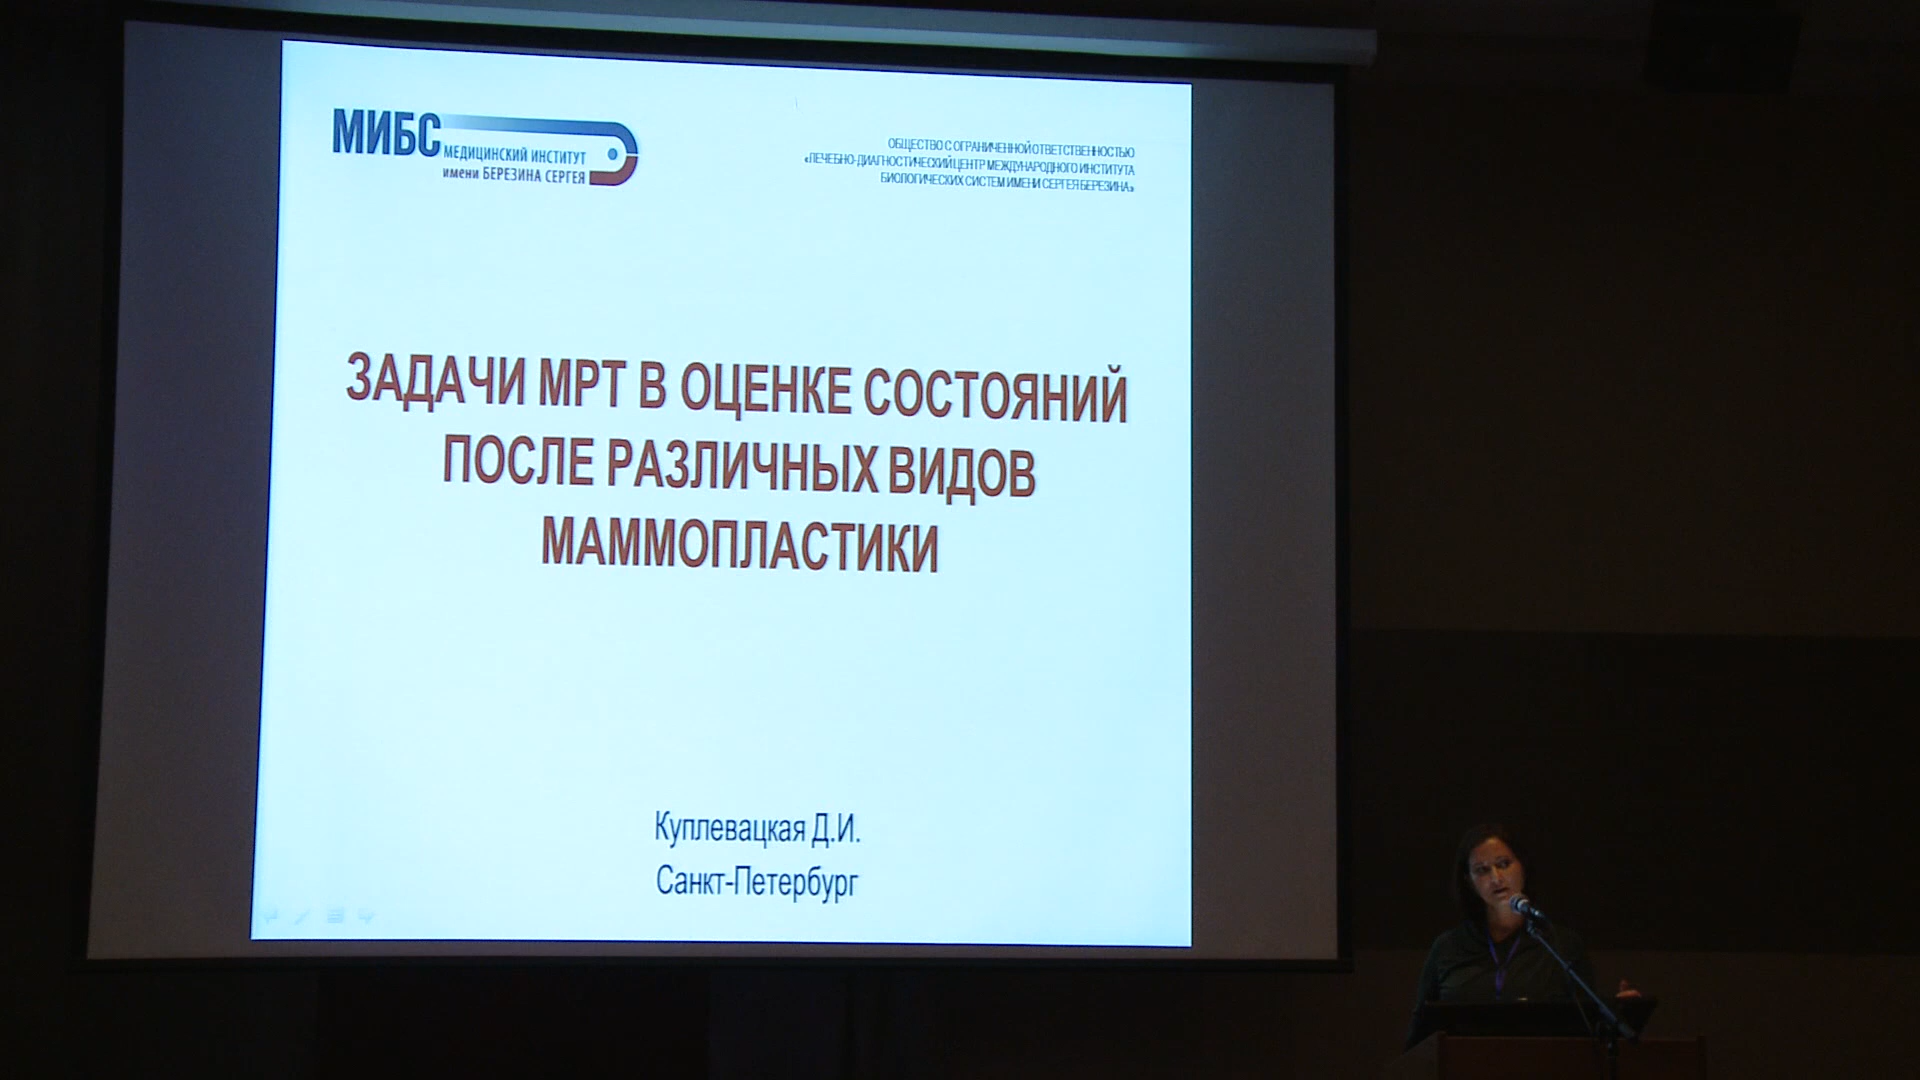 МИБС
МЕДИЦИНСКИЙ ИНСТИТУТ
имени БЕРЕЗИНА СЕРГЕЯ
ОБЩЕСТВО С ОГРАНИЧЕННОЙ ОТВЕТСТВЕННОСТЬЮ
«ЛЕЧЕБНО-ДИАГНОСТИЧЕСКИЙ ЦЕНТР МЕЖДУНАРОДНОГО ИНСТИТУТА
БИОЛОГИЧЕСКИХ СИСТЕМ ИМЕНИ СЕРГЕЯ БЕРЕЗИНА»
ЗАДАЧИ МРТ В ОЦЕНКЕ СОСТОЯНИЙ
ПОСЛЕ РАЗЛИЧНЫХ ВИДОВ
МАММОПЛАСТИКИ
Куплевацкая Д.И.
Санкт-Петербург